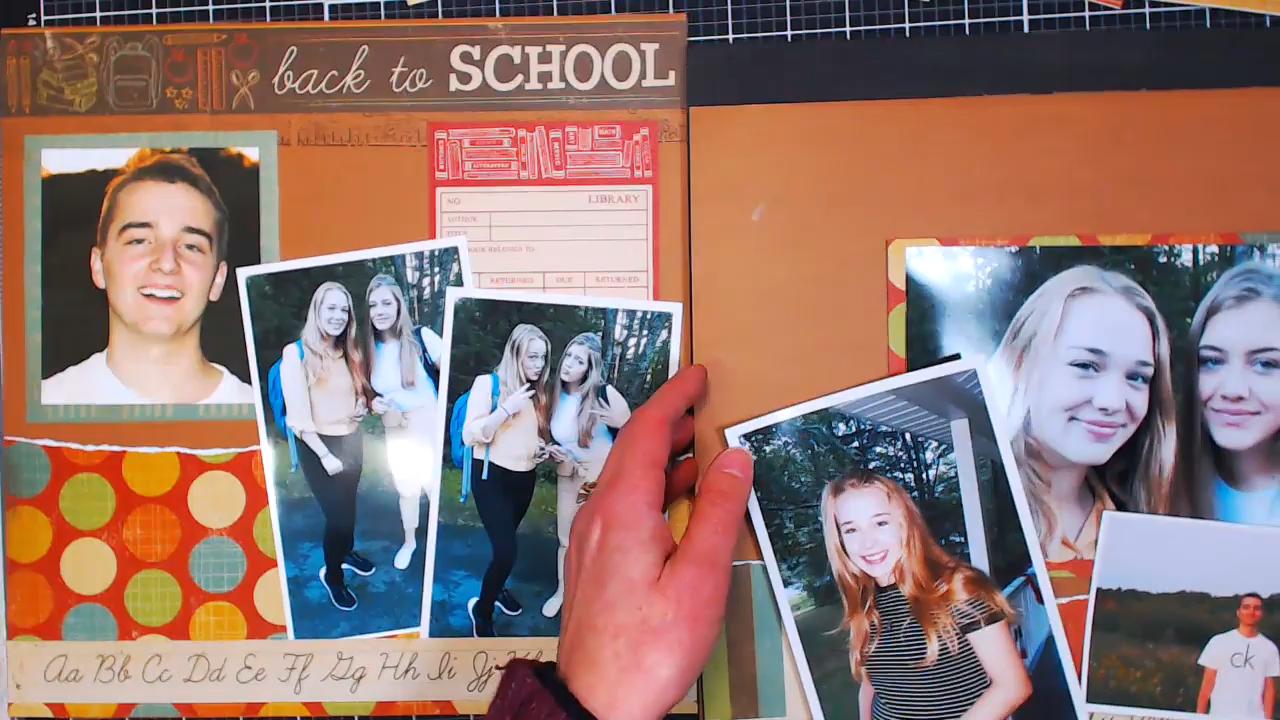 back to SCHOOL
NO.
LIBRARY
AUTHOR
TITLE
BOOK BELONGS TO
RETURNED
DUE
RETURNED
Aa Bb Cc Dd Ee Ff Gg Hh Ii Jj
ck